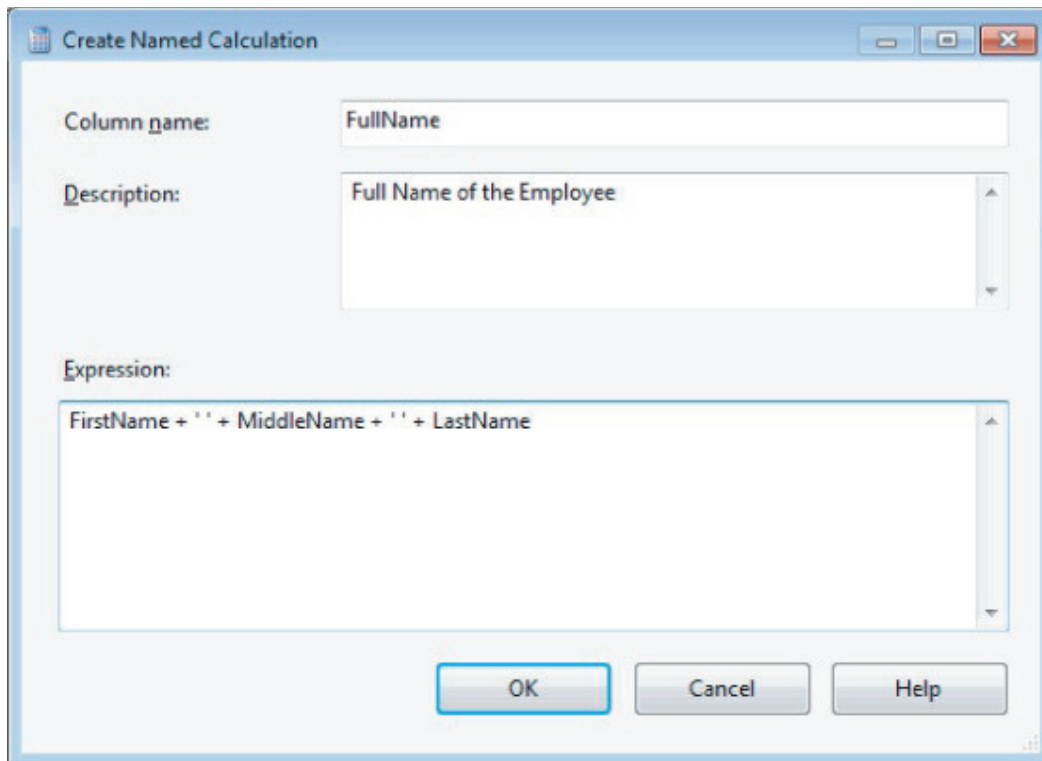 Create Named Calculation
Column name: FullName
Description: Full Name of the Employee
Expression:
FirstName + ' ' + MiddleName + ' ' + LastName
OK Cancel Help